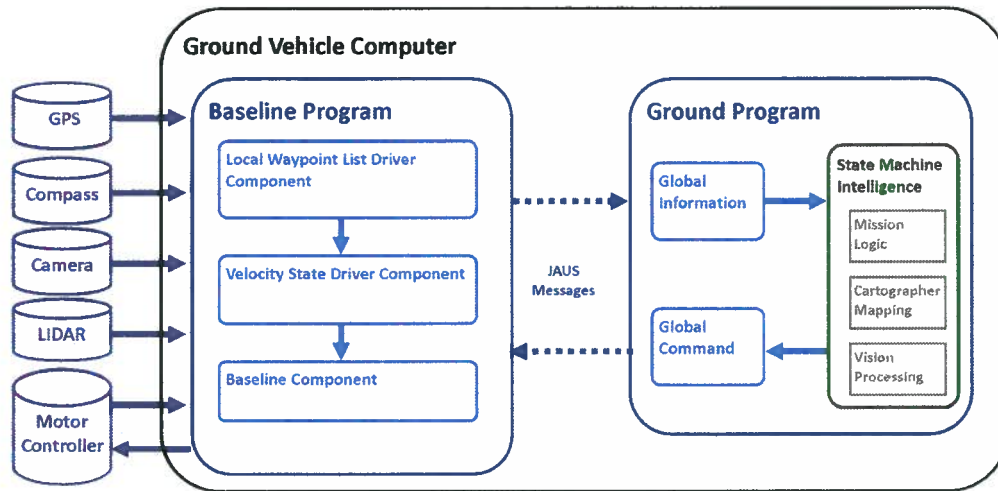 Ground Vehicle Computer
GPS
Compass
Camera
LiDAR
Motor
Controller
Baseline Program
Local Waypoint List Driver
Component
Velocity State Driver Component
Baseline Component
JAUS
Messages
Ground Program
Global
Information
Global
Command
State Machine
Intelligence
Mission
Logic
Cartographer
Mapping
Vision
Processing